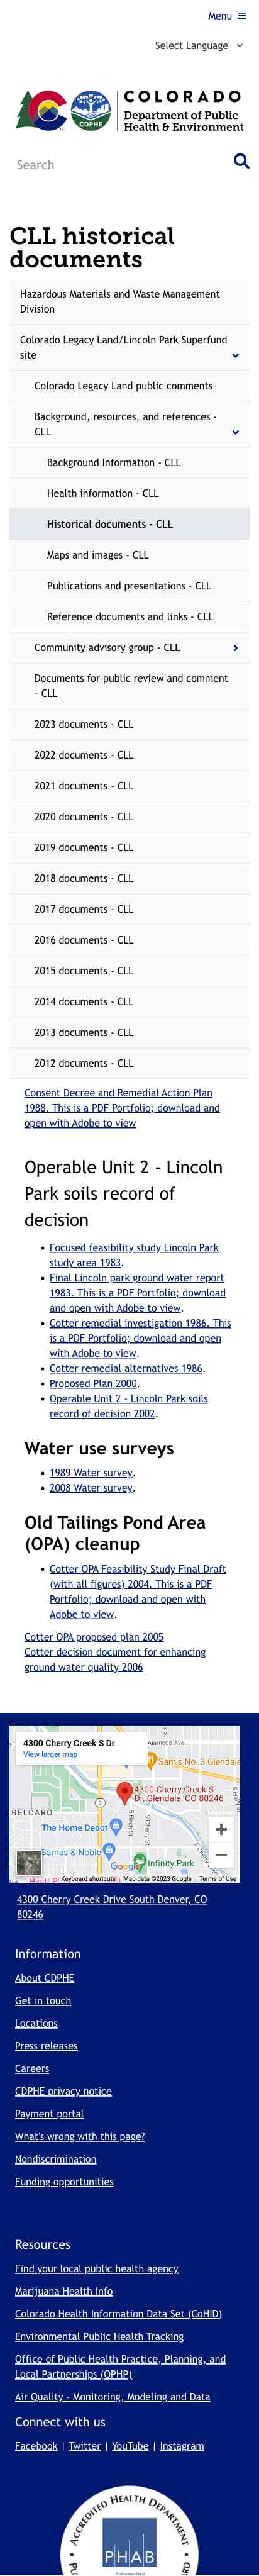 Menu
Select Language
COLORADO
Department of Public
Health & Environment
CDPHE
Search
CLL historical
documents
Hazardous Materials and Waste Management
Division
Colorado Legacy Land/Lincoln Park Superfund
site
Colorado Legacy Land public comments
Background, resources, and references -
CLL
Background Information - CLL
Health information - CLL
Historical documents - CLL
Maps and images - CLL
Publications and presentations - CLL
Reference documents and links - CLL
Community advisory group - CLL
Documents for public review and comment
- CLL
2023 documents - CLL
2022 documents - CLL
2021 documents - CLL
2020 documents - CLL
2019 documents - CLL
2018 documents - CLL
2017 documents - CLL
2016 documents - CLL
2015 documents - CLL
2014 documents - CLL
2013 documents - CLL
2012 documents - CLL
Consent Decree and Remedial Action Plan
1988. This is a PDF Portfolio; download and
open with Adobe to view
Operable Unit 2 - Lincoln
Park soils record of
decision
• Focused feasibility study Lincoln Park
study area 1983.
• Final Lincoln park ground water report
1983. This is a PDF Portfolio; download
and open with Adobe to view.
• Cotter remedial investigation 1986. This
is a PDF Portfolio; download and open
with Adobe to view.
• Cotter remedial alternatives 1986.
• Proposed Plan 2000.
• Operable Unit 2 - Lincoln Park soils
record of decision 2002.
Water use surveys
• 1989 Water survey.
• 2008 Water survey.
Old Tailings Pond Area
(OPA) cleanup
• Cotter OPA Feasibility Study Final Draft
(with all figures) 2004. This is a PDF
Portfolio; download and open with
Adobe to view.
Cotter OPA proposed plan 2005
Cotter decision document for enhancing
ground water quality 2006
4300 Cherry Creek S Dr
View larger map
Alameda Ave
Sam's No. 3 Glendale
4300 Cherry Creek S
Dr, Glendale, CO 80246
BELCARO
The Home Depot
S Birch St
S Cherry St
Barnes & Noble
Google
Infinity Park
Keyboard shortcuts
Map data ©2023 Google
Terms of Use
4300 Cherry Creek Drive South Denver, CO
80246
Information
About CDPHE
Get in touch
Locations
Press releases
Careers
CDPHE privacy notice
Payment portal
What's wrong with this page?
Nondiscrimination
Funding opportunities
Resources
Find your local public health agency
Marijuana Health Info
Colorado Health Information Data Set (CoHID)
Environmental Public Health Tracking
Office of Public Health Practice, Planning, and
Local Partnerships (OPHP)
Air Quality - Monitoring, Modeling and Data
Connect with us
Facebook | Twitter | YouTube | Instagram
ACCREDITED HEALTH DEPARTMENT
PHAB